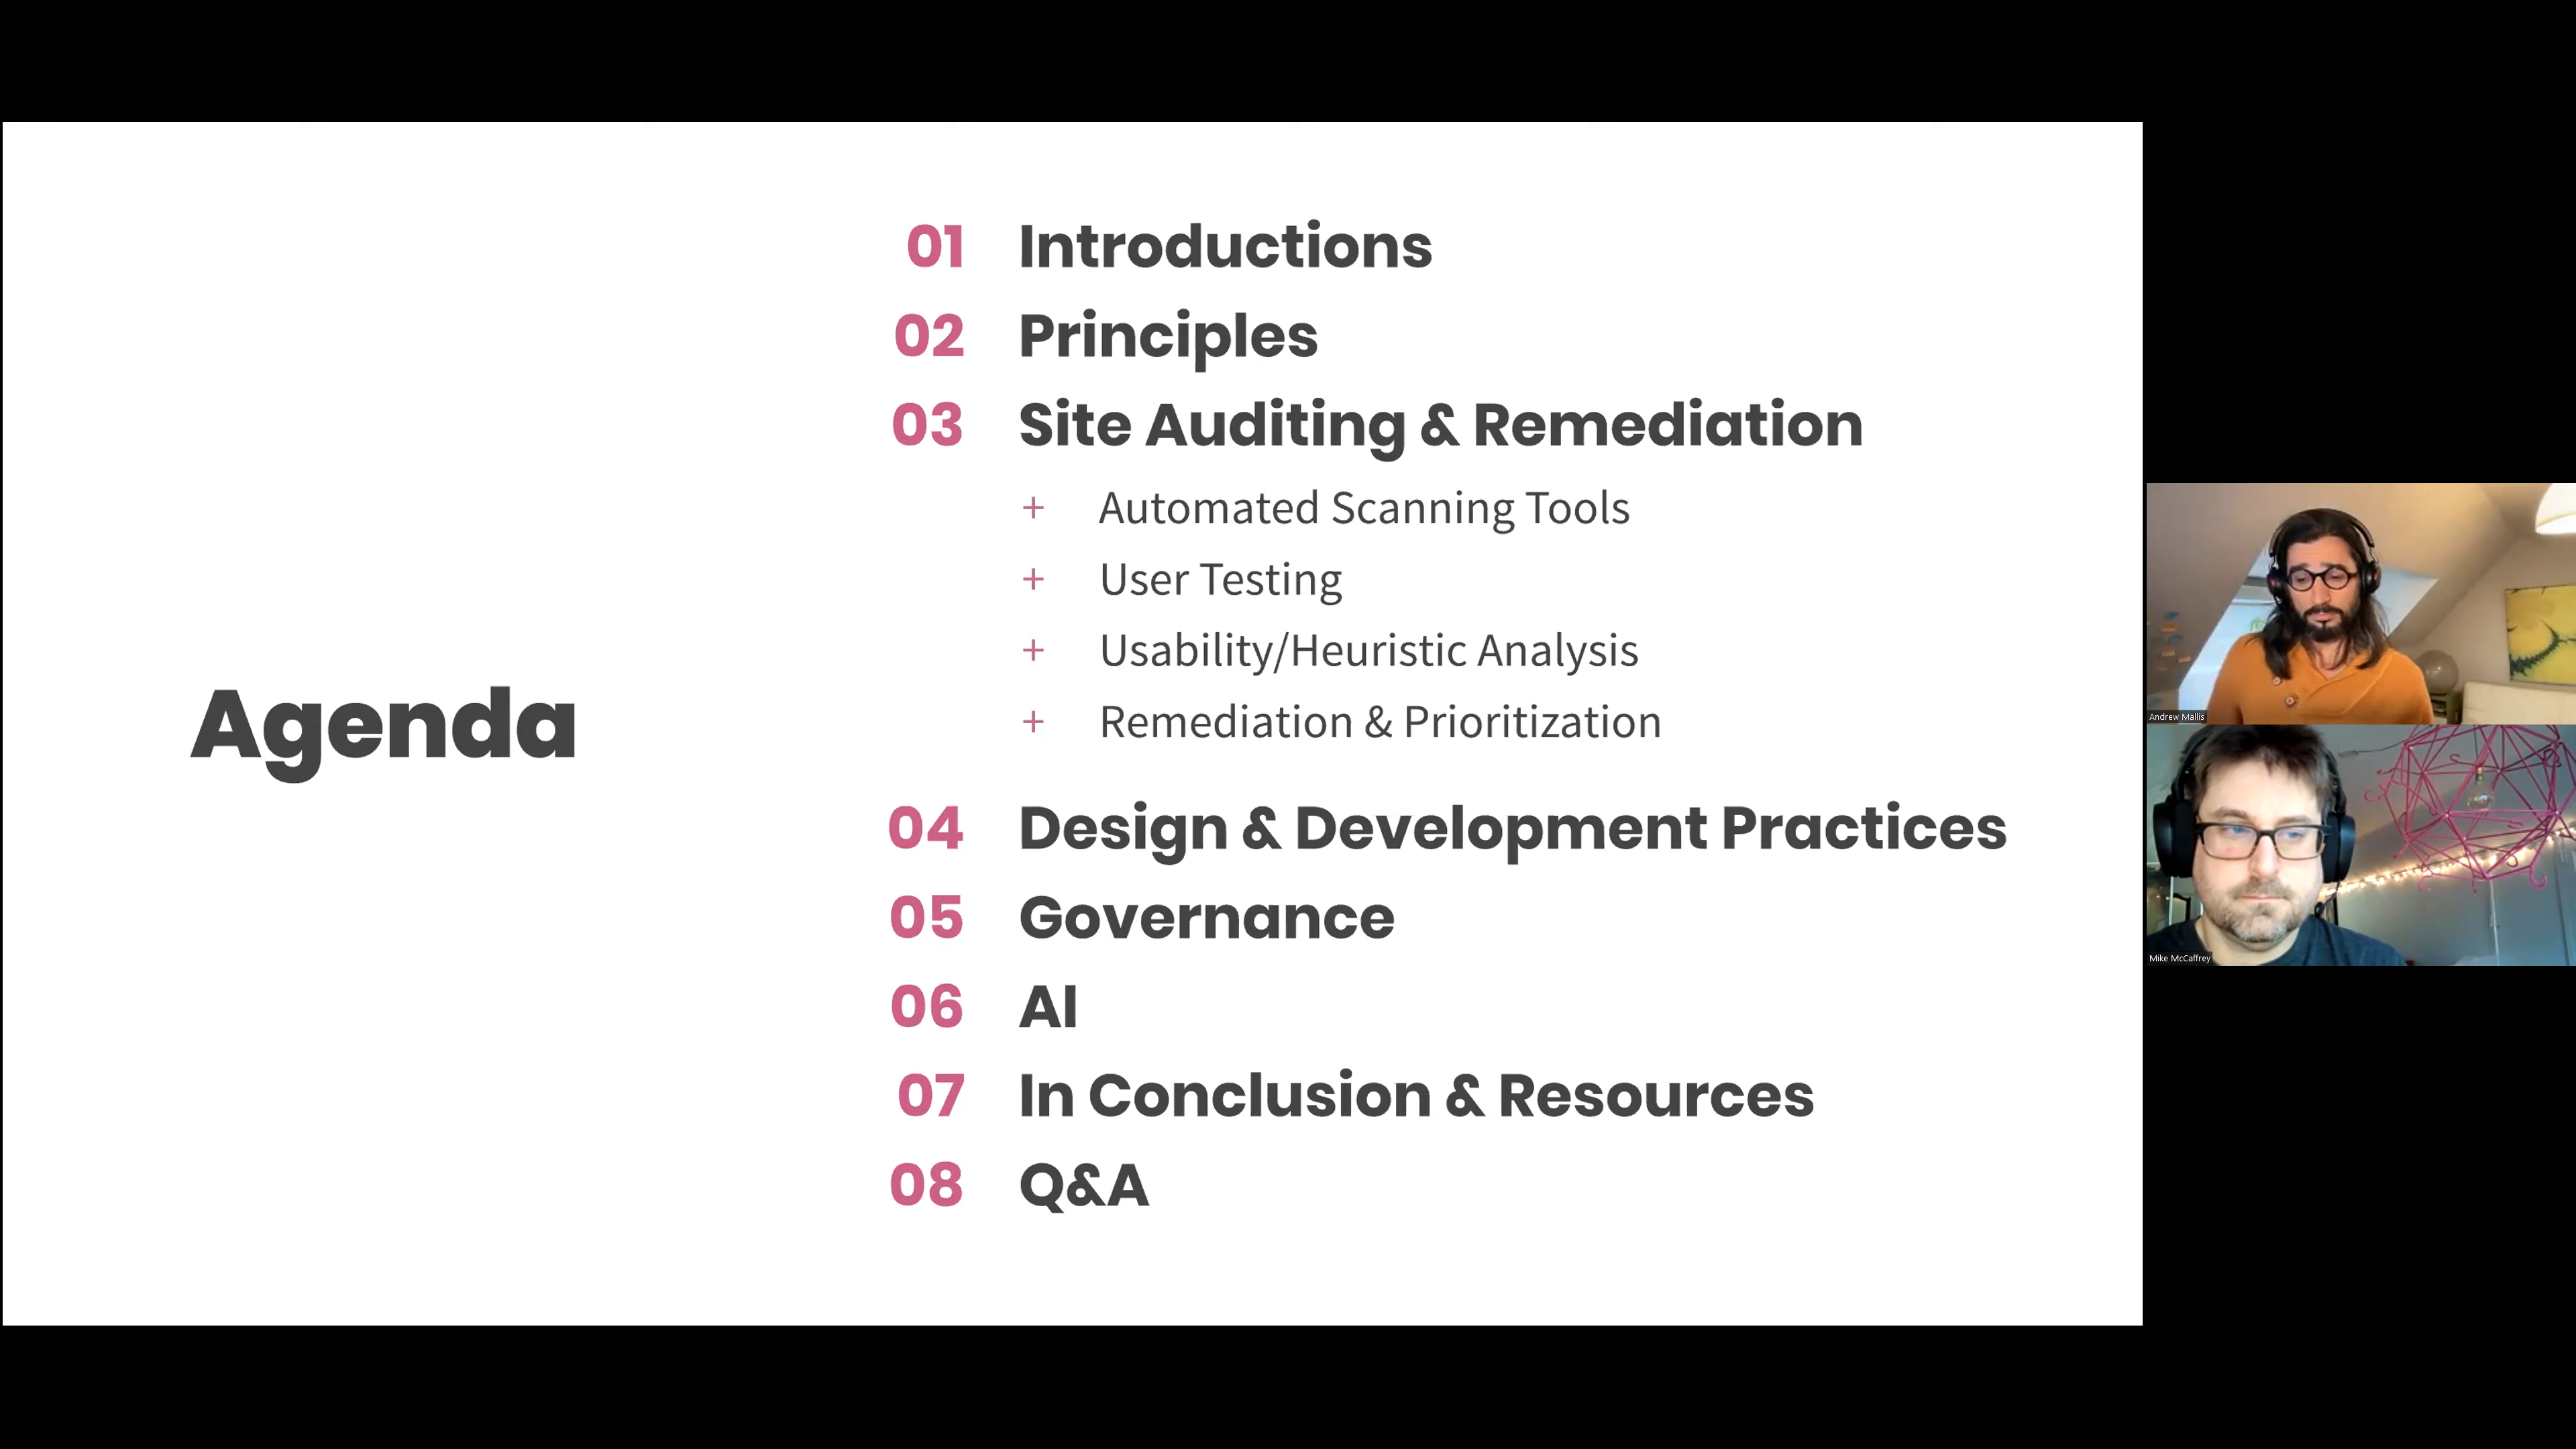 Agenda
01 Introductions
02 Principles
03 Site Auditing & Remediation
+ Automated Scanning Tools
+ User Testing
+ Usability/Heuristic Analysis
+ Remediation & Prioritization
04 Design & Development Practices
05 Governance
06 AI
07 In Conclusion & Resources
08 Q&A
Andrew Mallis
Mike McCaffrey